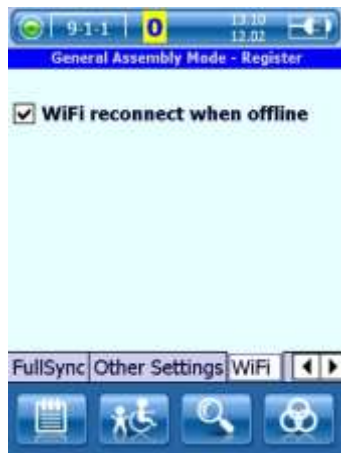 9-1-1 0 13:10
12.02
General Assembly Mode - Register
WiFi reconnect when offline
FullSync Other Settings WiFi